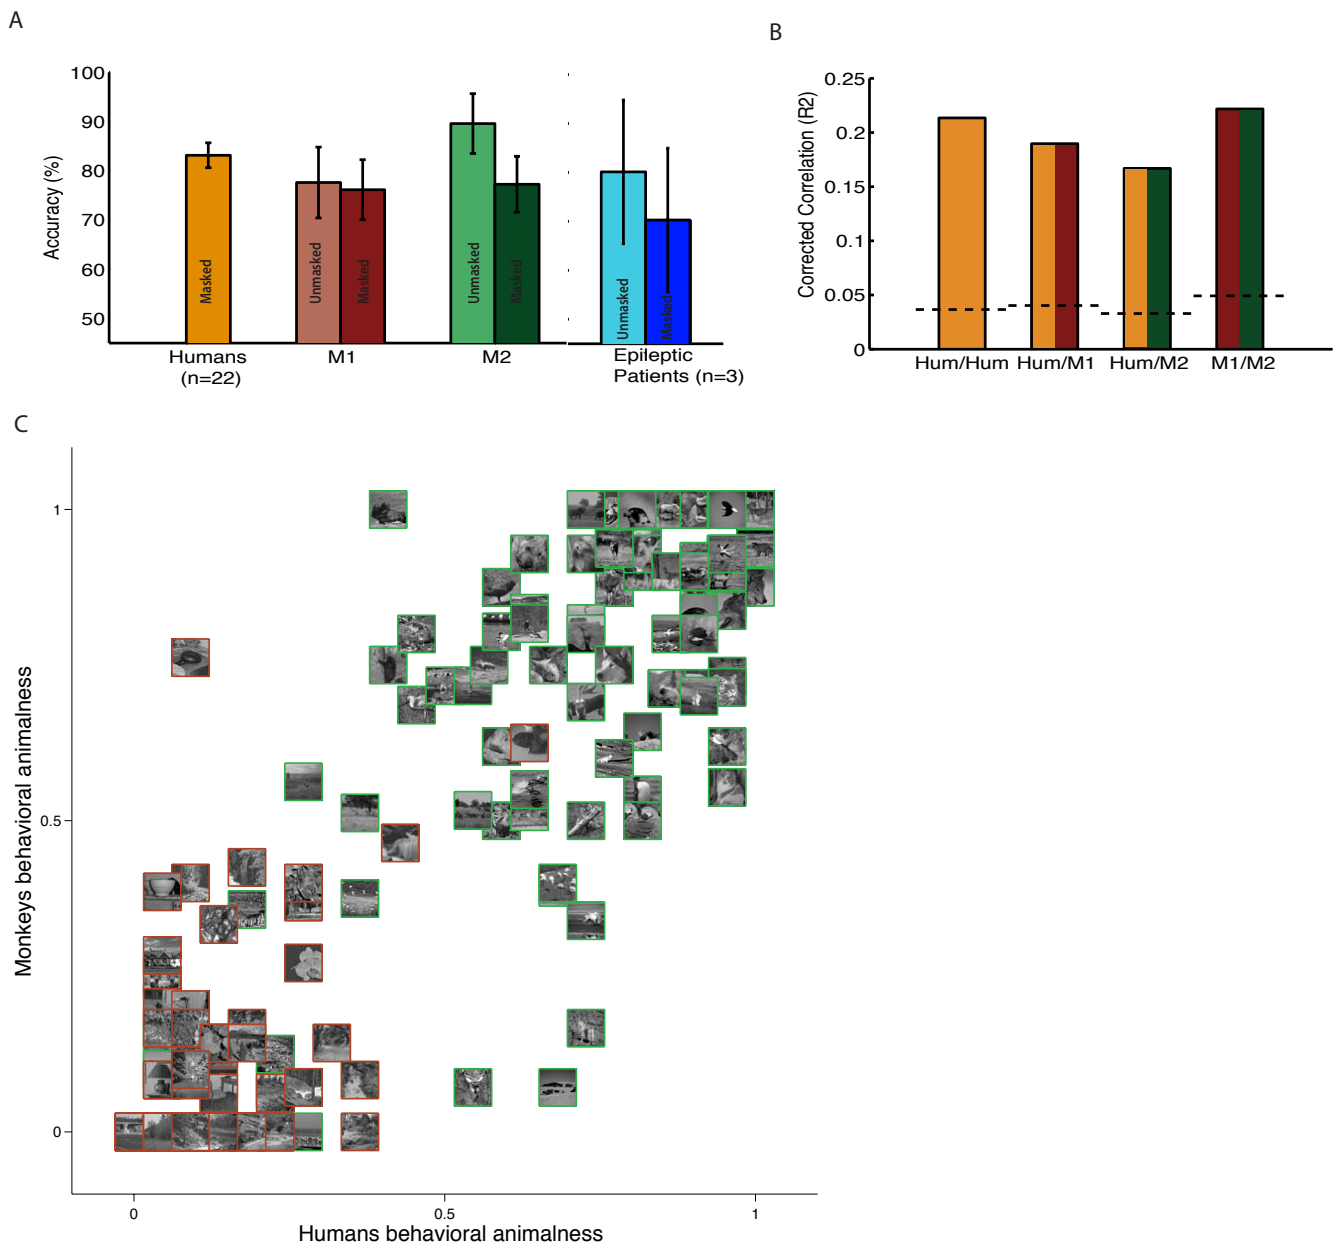 A
B
100
90
80
70
60
50
Accuracy (%)
Masked
Unmasked
Masked
Unmasked
Masked
Unmasked
Masked
Humans
(n=22)
M1
M2
Epileptic
Patients (n=3)
0.25
0.2
0.15
0.1
0.05
0
Corrected Correlation (R2)
Hum/Hum
Hum/M1
Hum/M2
M1/M2
C
1
0.5
0
Monkeys behavioral animalness
0
0.5
1
Humans behavioral animalness